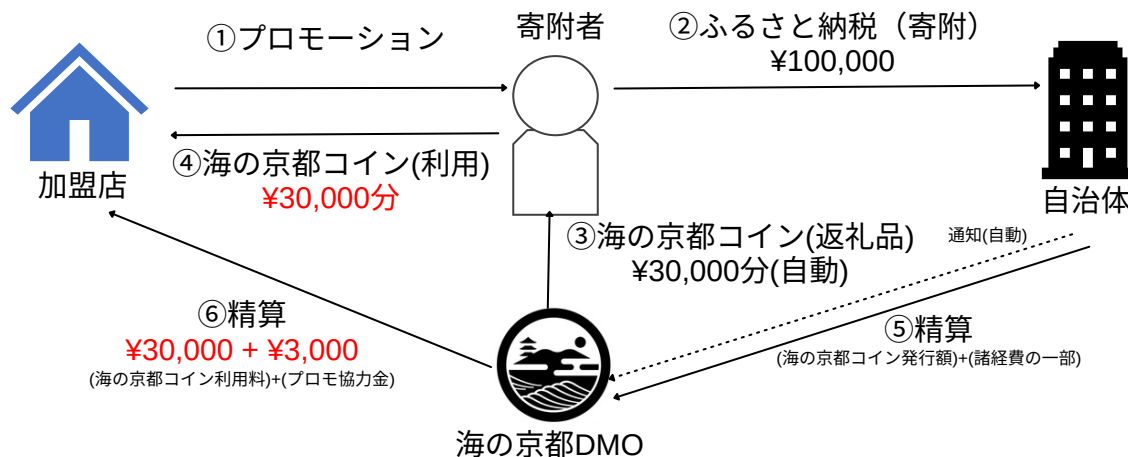 ①プロモーション
寄附者
②ふるさと納税（寄附）
¥100,000
④海の京都コイン(利用)
¥30,000分
加盟店
自治体
③海の京都コイン(返礼品)
¥30,000分(自動)
通知(自動)
⑥精算
¥30,000 + ¥3,000
(海の京都コイン利用料)+(プロモ協力金)
⑤精算
(海の京都コイン発行額)+(諸経費の一部)
海の京都DMO